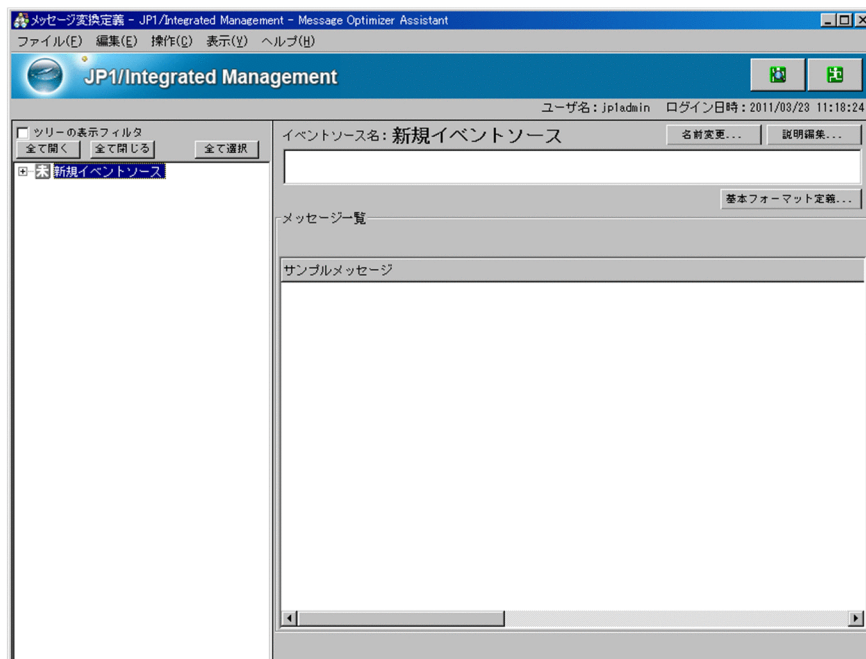 メッセージ変換定義 - JP1/Integrated Management - Message Optimizer Assistant
ファイル(F) 編集(E) 操作(C) 表示(V) ヘルプ(H)
JP1/Integrated Management
ユーザ名：jp1admin ログイン日時：2011/03/23 11:18:24
ツリーの表示フィルタ
全て開く 全て閉じる 全て選択
未 新規イベントソース
イベントソース名：新規イベントソース 名前変更... 説明編集...
基本フォーマット定義...
メッセージ一覧
サンプルメッセージ